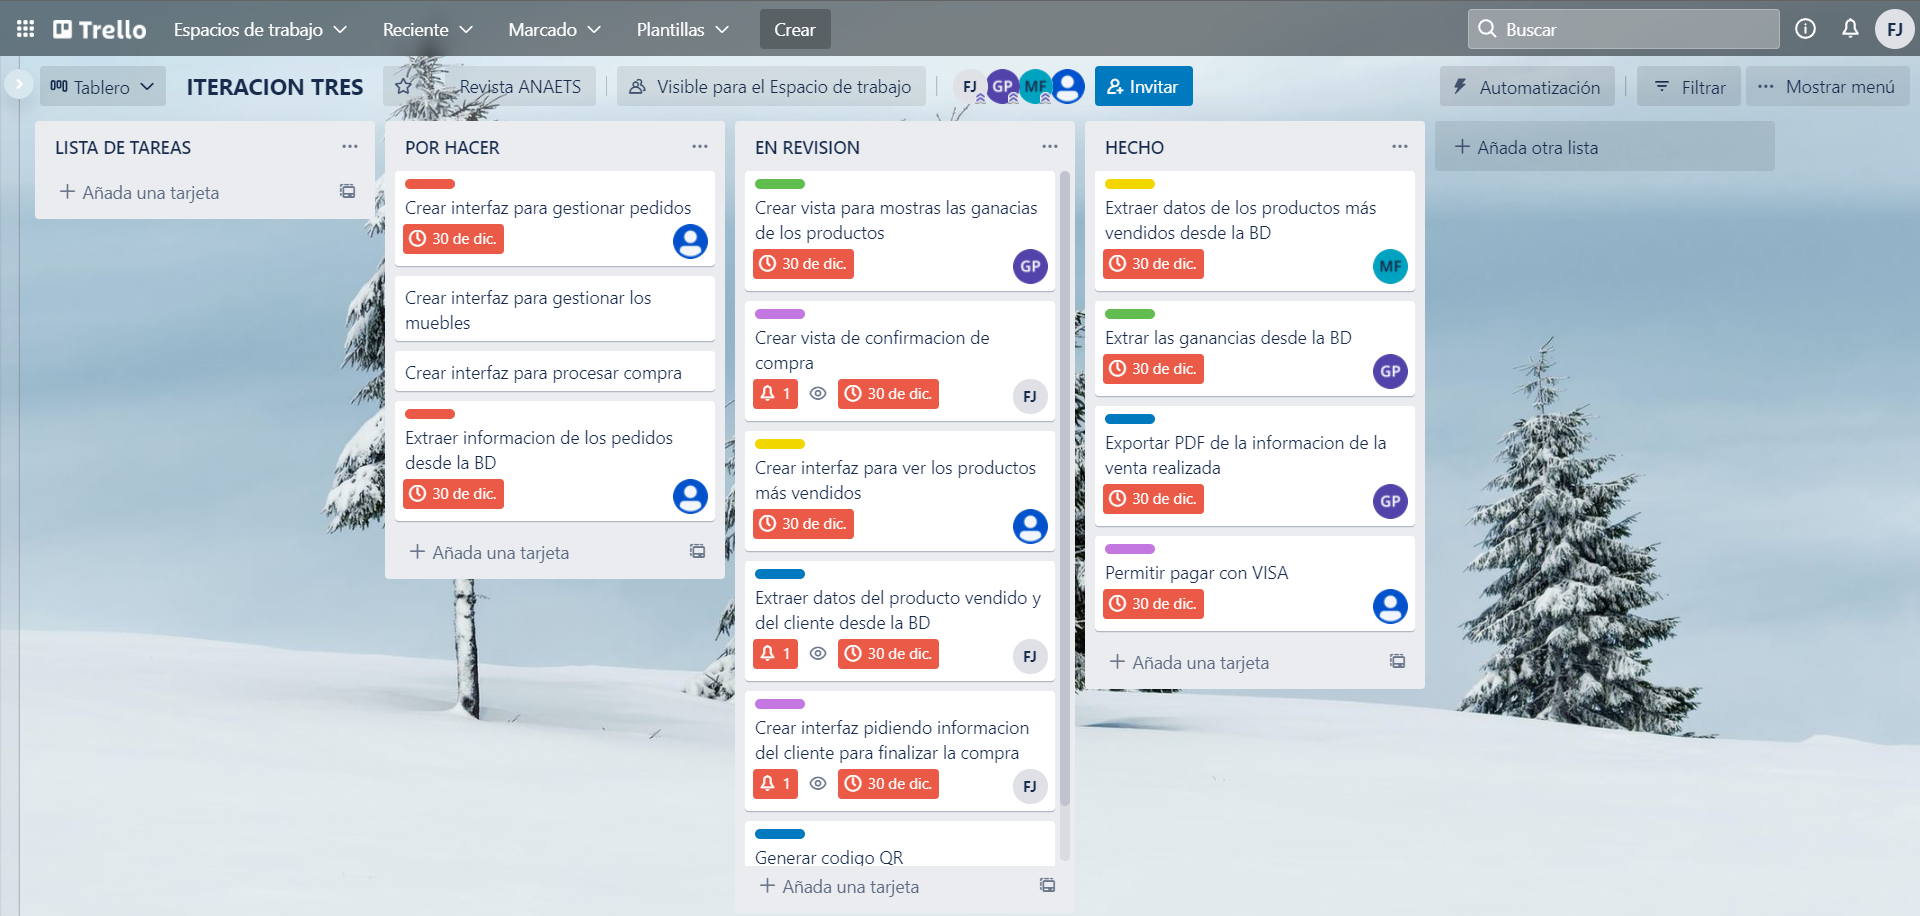 Trello Espacios de trabajo Reciente Marcado Plantillas Crear Buscar FJ
Tablero ITERACION TRES Revista ANAETS Visible para el Espacio de trabajo FJ GP MF Invitar Automatización Filtrar Mostrar menú
LISTA DE TAREAS
Añada una tarjeta
POR HACER
Crear interfaz para gestionar pedidos
30 de dic.
Crear interfaz para gestionar los
muebles
Crear interfaz para procesar compra
Extraer informacion de los pedidos
desde la BD
30 de dic.
Añada una tarjeta
EN REVISION
Crear vista para mostras las ganacias
de los productos
30 de dic. GP
Crear vista de confirmacion de
compra
1 30 de dic. FJ
Crear interfaz para ver los productos
más vendidos
30 de dic.
Extraer datos del producto vendido y
del cliente desde la BD
1 30 de dic. FJ
Crear interfaz pidiendo informacion
del cliente para finalizar la compra
1 30 de dic. FJ
Generar codigo QR
Añada una tarjeta
HECHO
Extraer datos de los productos más
vendidos desde la BD
30 de dic. MF
Extrar las ganancias desde la BD
30 de dic. GP
Exportar PDF de la informacion de la
venta realizada
30 de dic. GP
Permitir pagar con VISA
30 de dic.
Añada una tarjeta
Añada otra lista